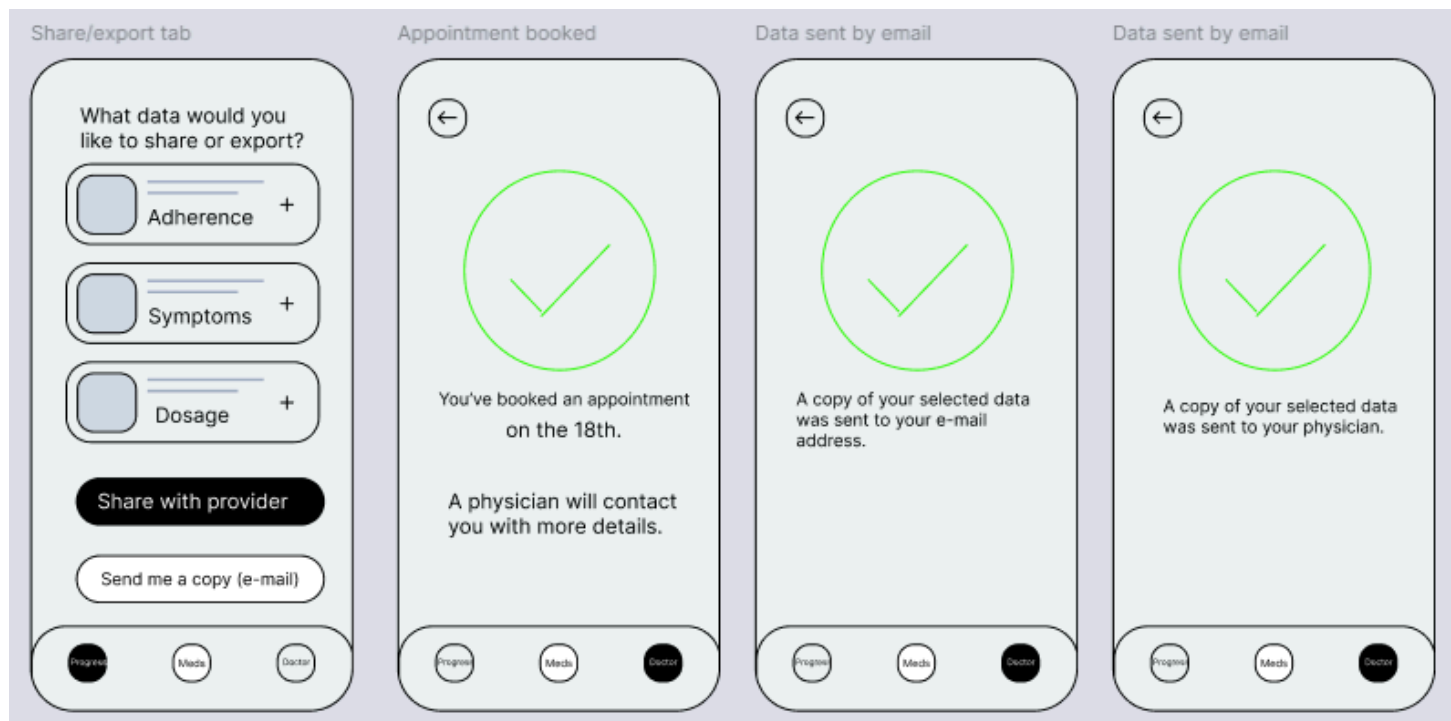 Share/export tab
What data would you
like to share or export?
Adherence
+
Symptoms
+
Dosage
+
Share with provider
Send me a copy (e-mail)
Progress
Meds
Doctor
Appointment booked
←
You've booked an appointment
on the 18th.
A physician will contact
you with more details.
Progress
Meds
Doctor
Data sent by email
←
A copy of your selected data
was sent to your e-mail
address.
Progress
Meds
Doctor
Data sent by email
←
A copy of your selected data
was sent to your physician.
Progress
Meds
Doctor